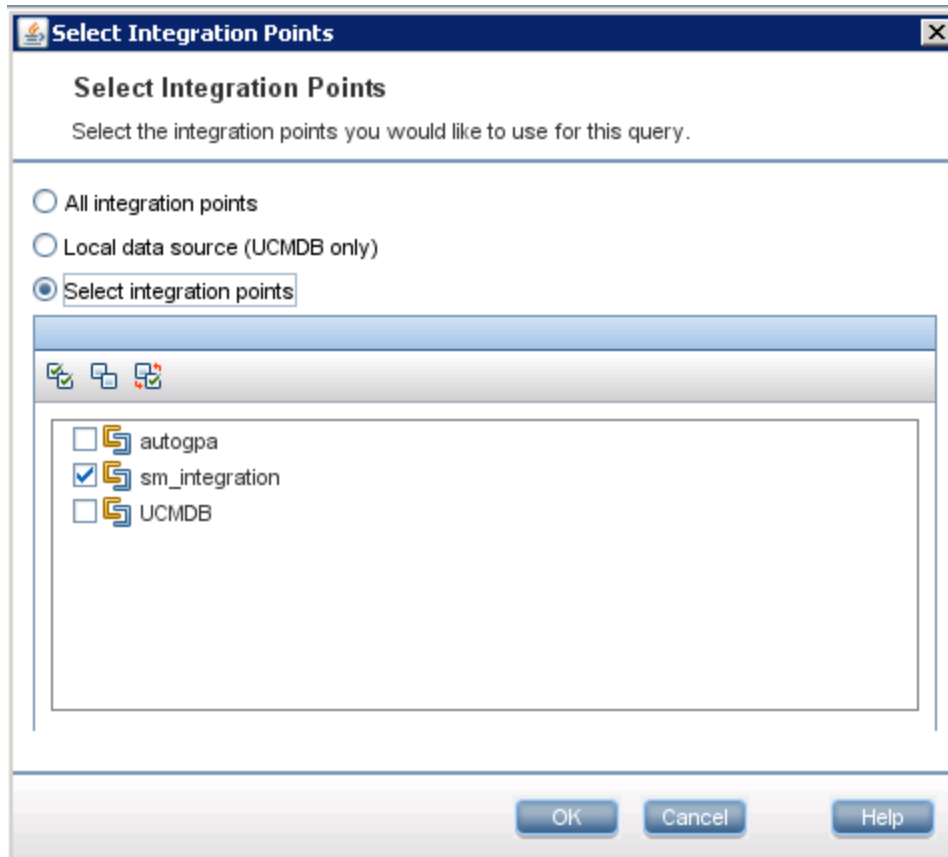 Select Integration Points
Select Integration Points
Select the integration points you would like to use for this query.
All integration points
Local data source (UCMDB only)
Select integration points
autogpa
sm_integration
UCMDB
OK Cancel Help